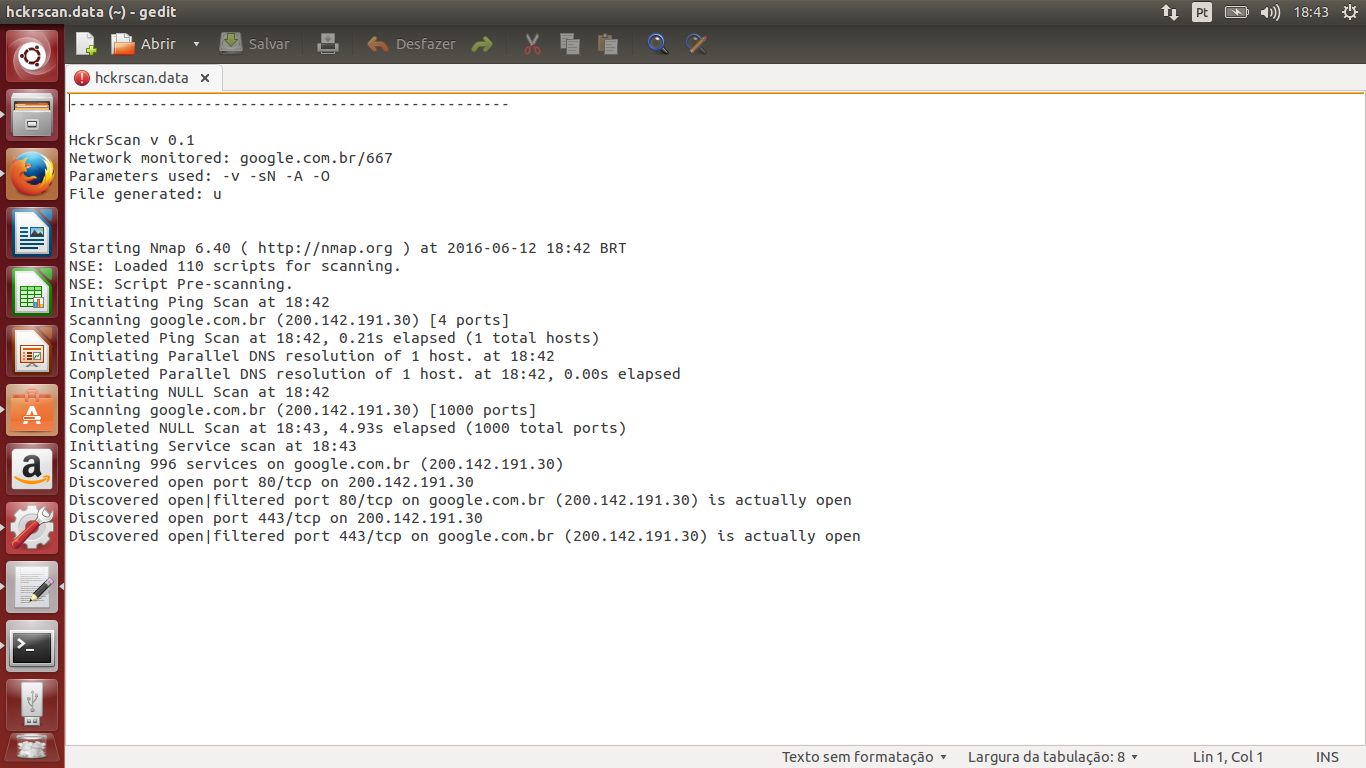 hckrscan.data (~) - gedit
Pt
18:43
Abrir
Salvar
Desfazer
hckrscan.data
-------------------------------------------------
HckrScan v 0.1
Network monitored: google.com.br/667
Parameters used: -v -sN -A -O
File generated: u
Starting Nmap 6.40 ( http://nmap.org ) at 2016-06-12 18:42 BRT
NSE: Loaded 110 scripts for scanning.
NSE: Script Pre-scanning.
Initiating Ping Scan at 18:42
Scanning google.com.br (200.142.191.30) [4 ports]
Completed Ping Scan at 18:42, 0.21s elapsed (1 total hosts)
Initiating Parallel DNS resolution of 1 host. at 18:42
Completed Parallel DNS resolution of 1 host. at 18:42, 0.00s elapsed
Initiating NULL Scan at 18:42
Scanning google.com.br (200.142.191.30) [1000 ports]
Completed NULL Scan at 18:43, 4.93s elapsed (1000 total ports)
Initiating Service scan at 18:43
Scanning 996 services on google.com.br (200.142.191.30)
Discovered open port 80/tcp on 200.142.191.30
Discovered open|filtered port 80/tcp on google.com.br (200.142.191.30) is actually open
Discovered open port 443/tcp on 200.142.191.30
Discovered open|filtered port 443/tcp on google.com.br (200.142.191.30) is actually open
Texto sem formatação
Largura da tabulação: 8
Lin 1, Col 1
INS